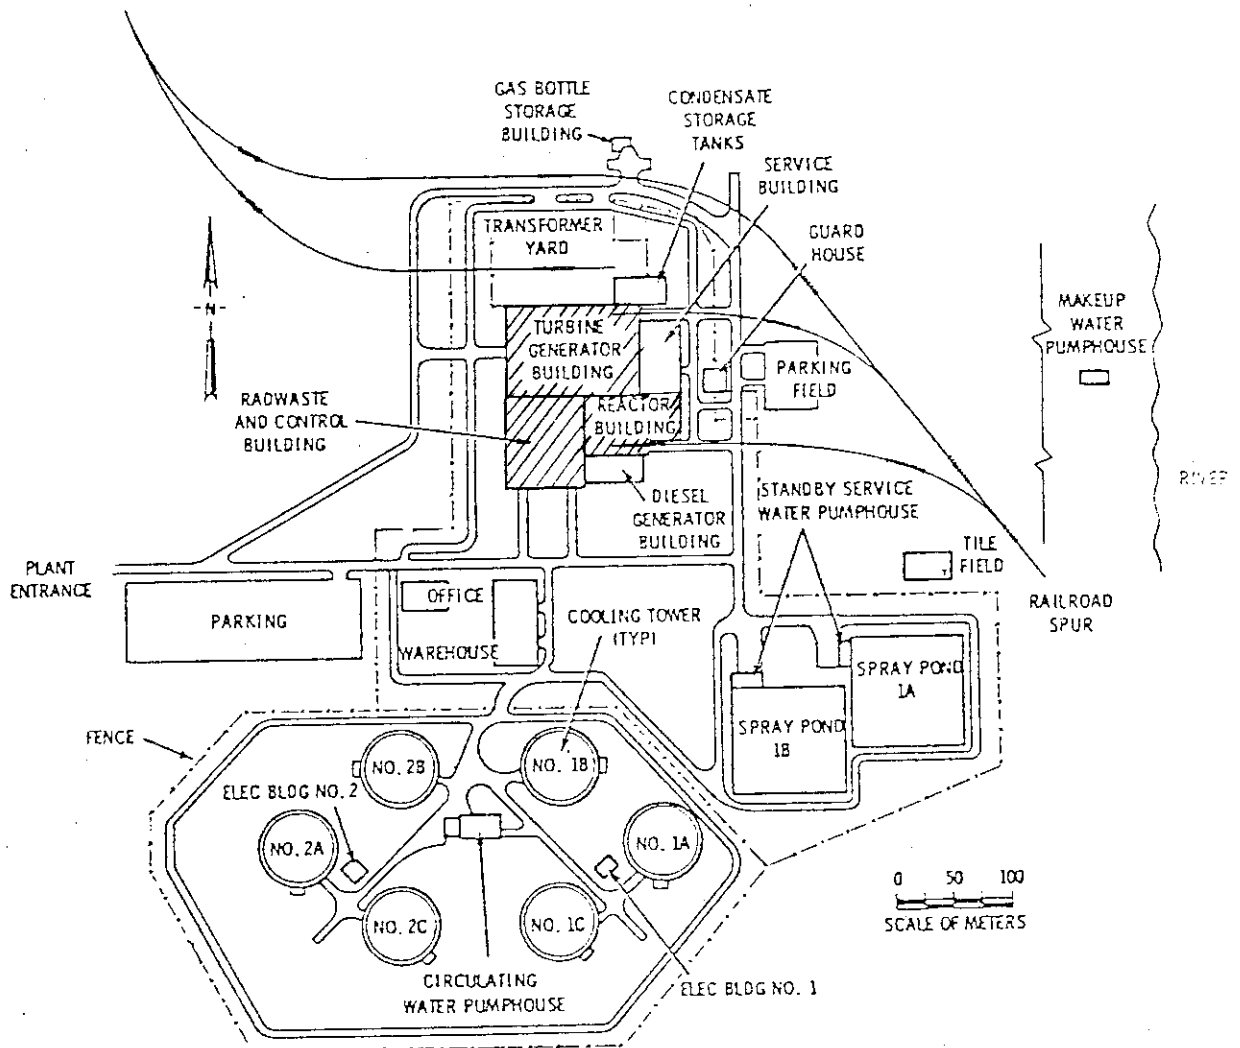 GAS BOTTLE
STORAGE
BUILDING
CONDENSATE
STORAGE
TANKS
SERVICE
BUILDING
GUARD
HOUSE
TRANSFORMER
YARD
N
MAKEUP
WATER
PUMPHOUSE
TURBINE
GENERATOR
BUILDING
PARKING
FIELD
RADWASTE
AND CONTROL
BUILDING
REACTOR
BUILDING
RIVER
DIESEL
GENERATOR
BUILDING
STANDBY SERVICE
WATER PUMPHOUSE
TILE
FIELD
PLANT
ENTRANCE
OFFICE
PARKING
WAREHOUSE
COOLING TOWER
(TYP)
RAILROAD
SPUR
SPRAY POND
1A
SPRAY POND
1B
FENCE
NO. 2B
NO. 1B
ELEC BLDG NO. 2
NO. 2A
NO. 1A
NO. 2C
NO. 1C
0 50 100
SCALE OF METERS
CIRCULATING
WATER PUMPHOUSE
ELEC BLDG NO. 1